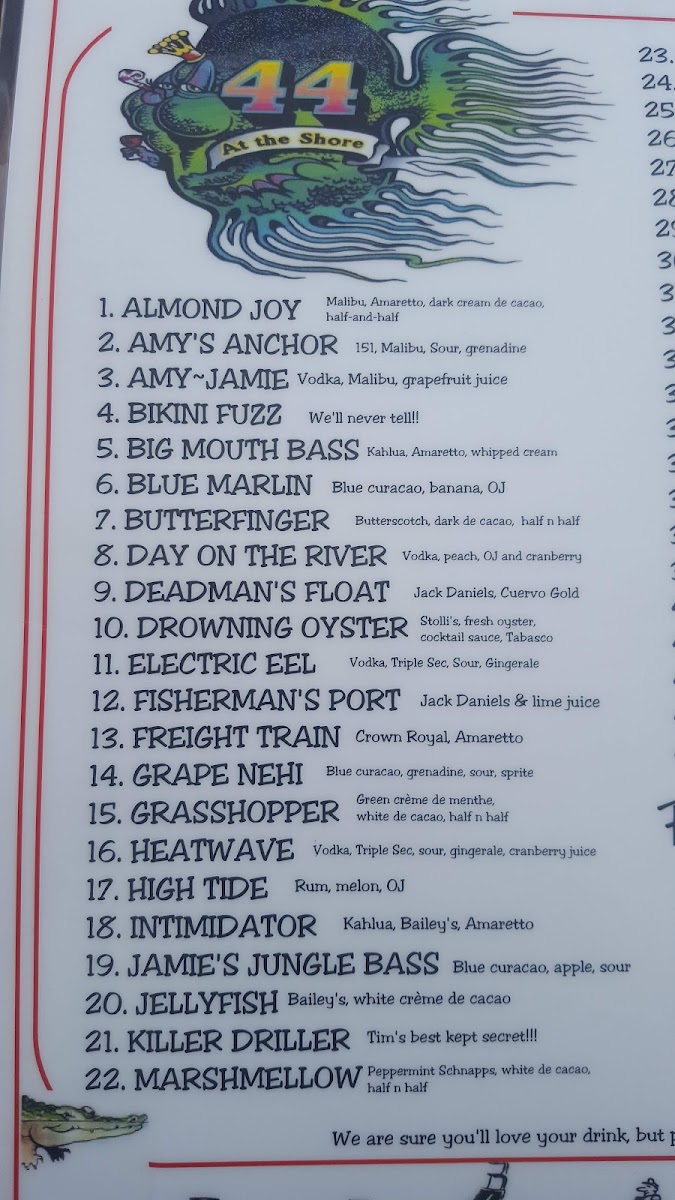 44
At the Shore
1. ALMOND JOY Malibu, Amaretto, dark cream de cacao,
half-and-half
2. AMY'S ANCHOR 151, Malibu, Sour, grenadine
3. AMY~JAMIE Vodka, Malibu, grapefruit juice
4. BIKINI FUZZ We'll never tell!!
5. BIG MOUTH BASS Kahlua, Amaretto, whipped cream
6. BLUE MARLIN Blue curacao, banana, OJ
7. BUTTERFINGER Butterscotch, dark de cacao, half n half
8. DAY ON THE RIVER Vodka, peach, OJ and cranberry
9. DEADMAN'S FLOAT Jack Daniels, Cuervo Gold
10. DROWNING OYSTER Stolli's, fresh oyster,
cocktail sauce, Tabasco
11. ELECTRIC EEL Vodka, Triple Sec, Sour, Gingerale
12. FISHERMAN'S PORT Jack Daniels & lime juice
13. FREIGHT TRAIN Crown Royal, Amaretto
14. GRAPE NEHI Blue curacao, grenadine, sour, sprite
15. GRASSHOPPER Green crème de menthe,
white de cacao, half n half
16. HEATWAVE Vodka, Triple Sec, sour, gingerale, cranberry juice
17. HIGH TIDE Rum, melon, OJ
18. INTIMIDATOR Kahlua, Bailey's, Amaretto
19. JAMIE'S JUNGLE BASS Blue curacao, apple, sour
20. JELLYFISH Bailey's, white crème de cacao
21. KILLER DRILLER Tim's best kept secret!!!
22. MARSHMELLOW Peppermint Schnapps, white de cacao,
half n half
We are sure you'll love your drink, but
23.
24.
25
26
27
28
29